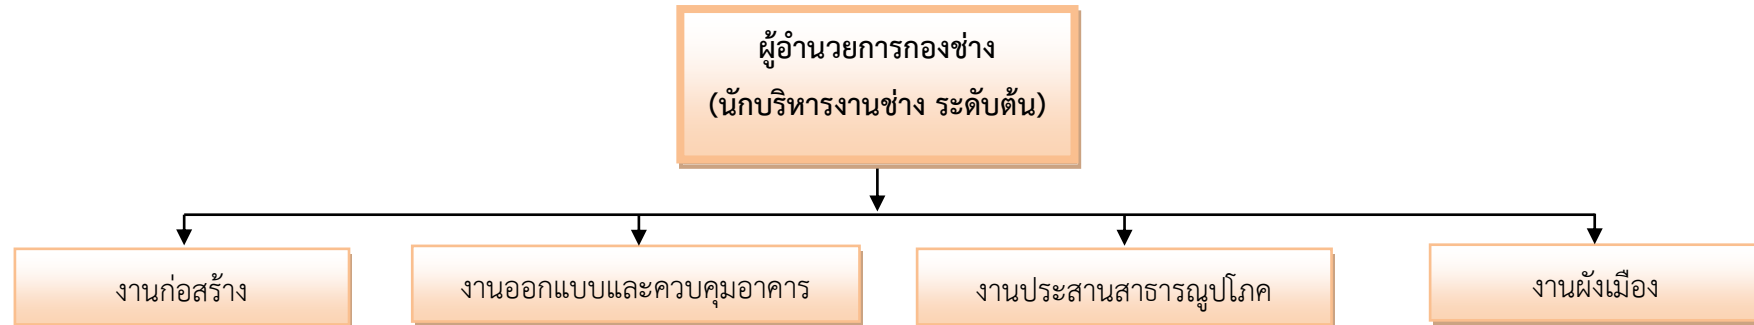 ผู้อำนวยการกองช่าง
(นักบริหารงานช่าง ระดับต้น)
งานก่อสร้าง
งานออกแบบและควบคุมอาคาร
งานประสานสาธารณูปโภค
งานผังเมือง